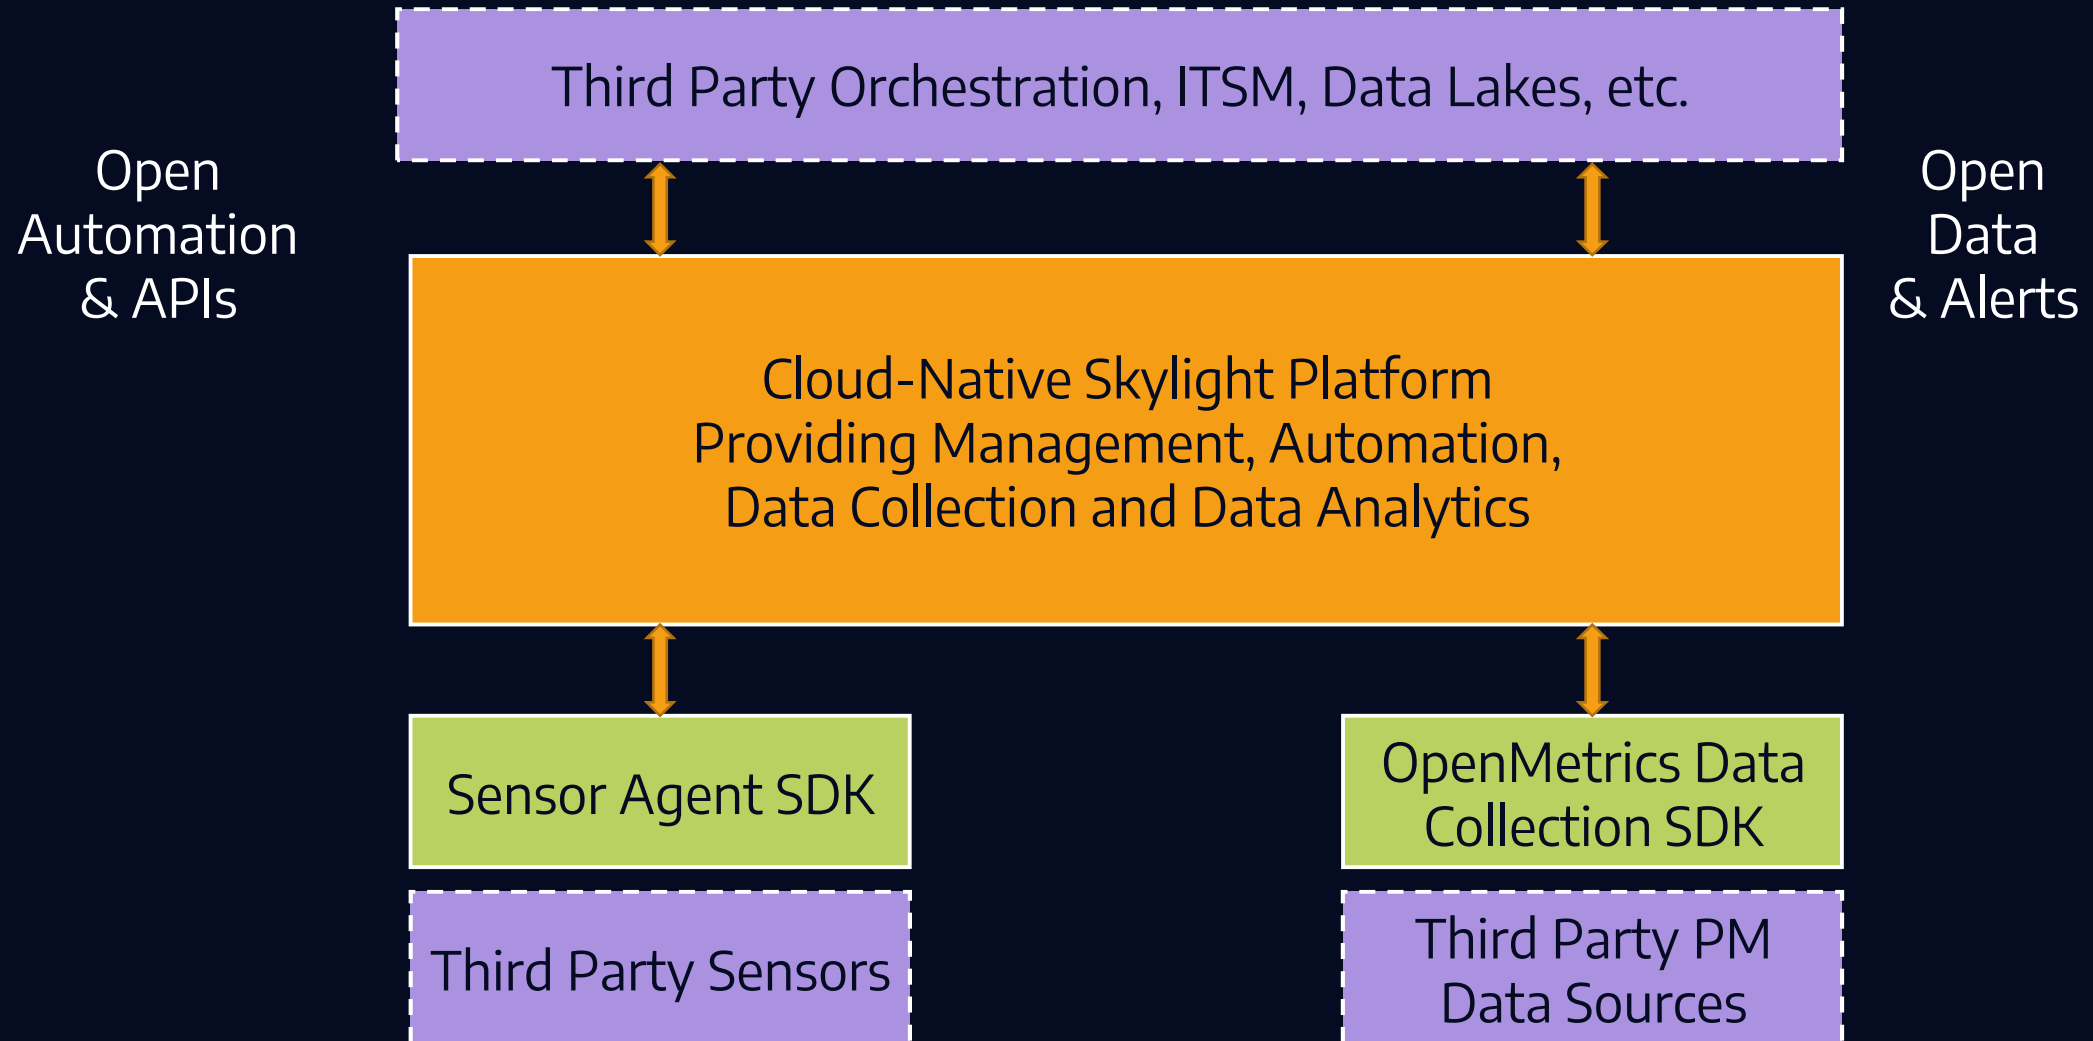 Third Party Orchestration, ITSM, Data Lakes, etc.
Open
Automation
& APIs
Open
Data
& Alerts
Cloud-Native Skylight Platform
Providing Management, Automation,
Data Collection and Data Analytics
Sensor Agent SDK
OpenMetrics Data
Collection SDK
Third Party Sensors
Third Party PM
Data Sources